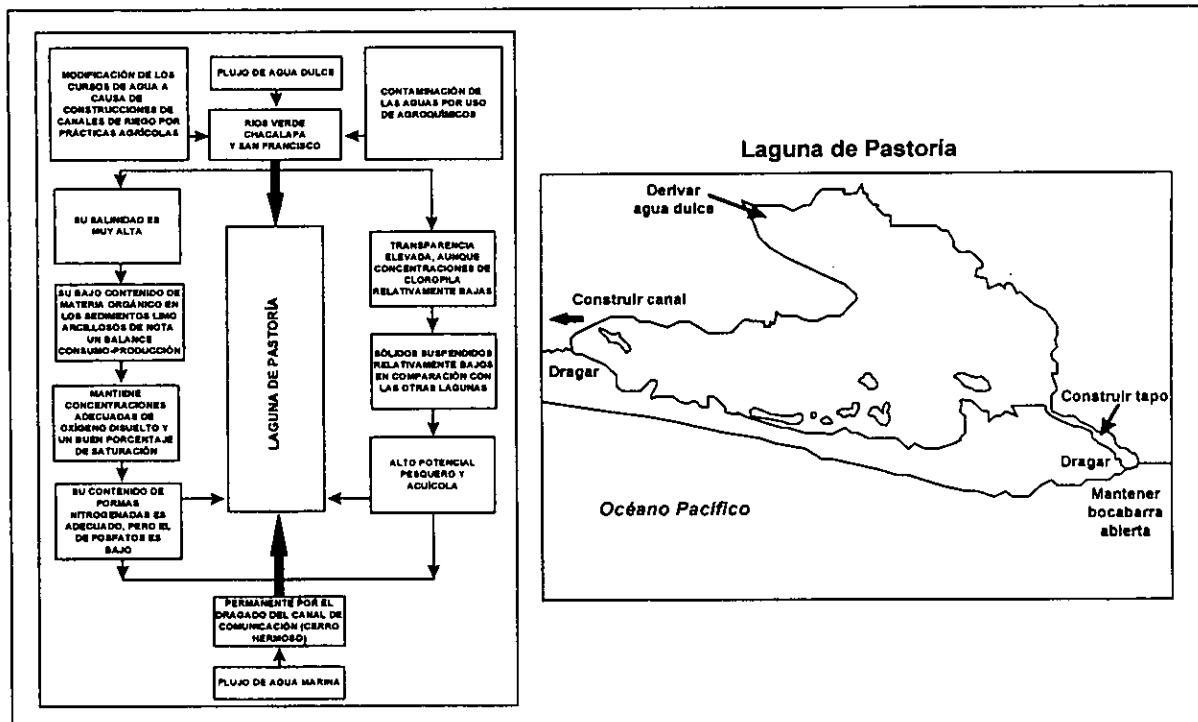 MODIFICACIÓN DE LOS
CURSOS DE AGUA A
CAUSA DE
CONSTRUCCIONES DE
CANALES DE RIEGO POR
PRÁCTICAS AGRÍCOLAS
PLUJO DE AGUA DULCE
RIOS VERDE
CHACALAPA
Y SAN FRANCISCO
CONTAMINACIÓN DE
LAS AGUAS POR USO
DE AGROQUÍMICOS
SU SALINIDAD ES
MUY ALTA
SU BAJO CONTENIDO DE
MATERIA ORGÁNICO EN
LOS SEDIMENTOS LIMO
ARCILLOSOS DE NOTA
UN BALANCE
CONSUMO-PRODUCCIÓN
MANTIENE
CONCENTRACIONES
ADECUADAS DE
OXÍGENO DISUELTO Y
UN BUEN PORCENTAJE
DE SATURACIÓN
SU CONTENIDO DE
FORMAS
NITROGENADAS ES
ADECUADO, PERO EL
DE POSFATOS ES
BAJO
LAGUNA DE PASTORÍA
TRANSPARENCIA
ELEVADA, AUNQUE
CONCENTRACIONES DE
CLOROPILA
RELATIVAMENTE BAJAS
SÓLIDOS SUSPENDIDOS
RELATIVAMENTE BAJOS
EN COMPARACIÓN CON
LAS OTRAS LAGUNAS
ALTO POTENCIAL
PESQUERO Y
ACUÍCOLA
PERMANENTE POR EL
DRAGADO DEL CANAL DE
COMUNICACIÓN (CERRO
HERMOSO)
PLUJO DE AGUA MARINA
Laguna de Pastoría
Derivar
agua dulce
Construir canal
Dragar
Construir tapo
Dragar
Mantener
bocabarra
abierta
Océano Pacífico